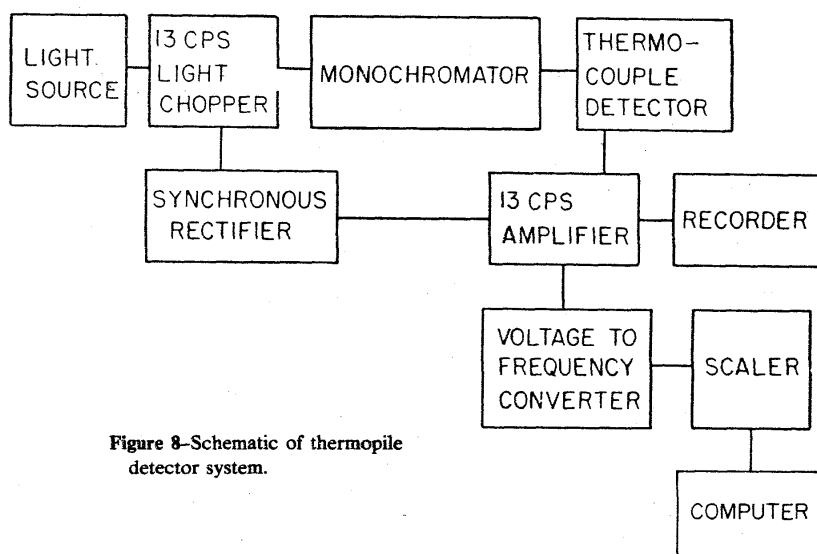 LIGHT
SOURCE
13 CPS
LIGHT
CHOPPER
MONOCHROMATOR
THERMO-
COUPLE
DETECTOR
SYNCHRONOUS
RECTIFIER
13 CPS
AMPLIFIER
RECORDER
VOLTAGE TO
FREQUENCY
CONVERTER
SCALER
Figure 8–Schematic of thermopile
detector system.
COMPUTER